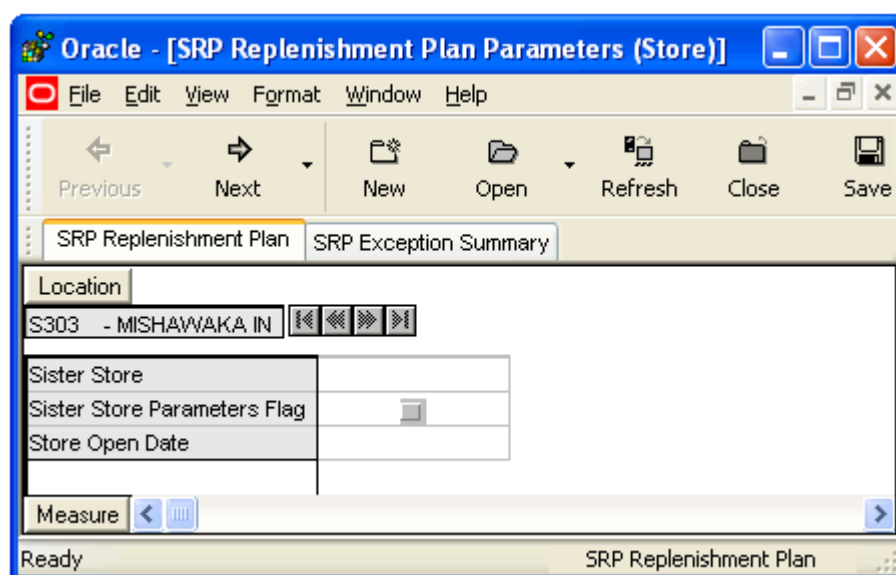 Oracle - [SRP Replenishment Plan Parameters (Store)]
File Edit View Format Window Help
Previous Next New Open Refresh Close Save
SRP Replenishment Plan SRP Exception Summary
Location
S303 - MISHAWAKA IN
Sister Store
Sister Store Parameters Flag
Store Open Date
Measure
Ready SRP Replenishment Plan